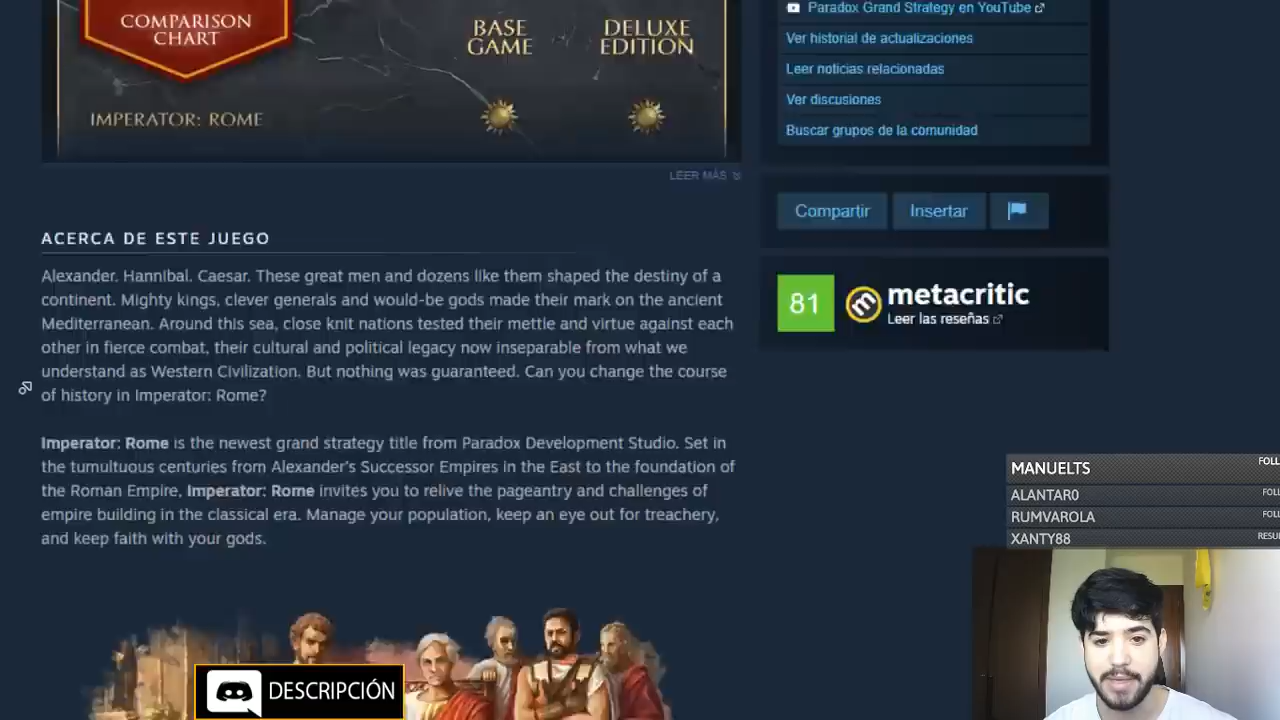 COMPARISON
CHART
BASE
GAME
DELUXE
EDITION
IMPERATOR: ROME
LEER MÁS
ACERCA DE ESTE JUEGO
Alexander. Hannibal. Caesar. These great men and dozens like them shaped the destiny of a
continent. Mighty kings, clever generals and would-be gods made their mark on the ancient
Mediterranean. Around this sea, close knit nations tested their mettle and virtue against each
other in fierce combat, their cultural and political legacy now inseparable from what we
understand as Western Civilization. But nothing was guaranteed. Can you change the course
of history in Imperator: Rome?
Imperator: Rome is the newest grand strategy title from Paradox Development Studio. Set in
the tumultuous centuries from Alexander's Successor Empires in the East to the foundation of
the Roman Empire, Imperator: Rome invites you to relive the pageantry and challenges of
empire building in the classical era. Manage your population, keep an eye out for treachery,
and keep faith with your gods.
DESCRIPCIÓN
Paradox Grand Strategy en YouTube
Ver historial de actualizaciones
Leer noticias relacionadas
Ver discusiones
Buscar grupos de la comunidad
Compartir
Insertar
81
metacritic
Leer las reseñas
MANUELTS FOLL
ALANTAR0 FOLL
RUMVAROLA FOLL
XANTY88 RESU